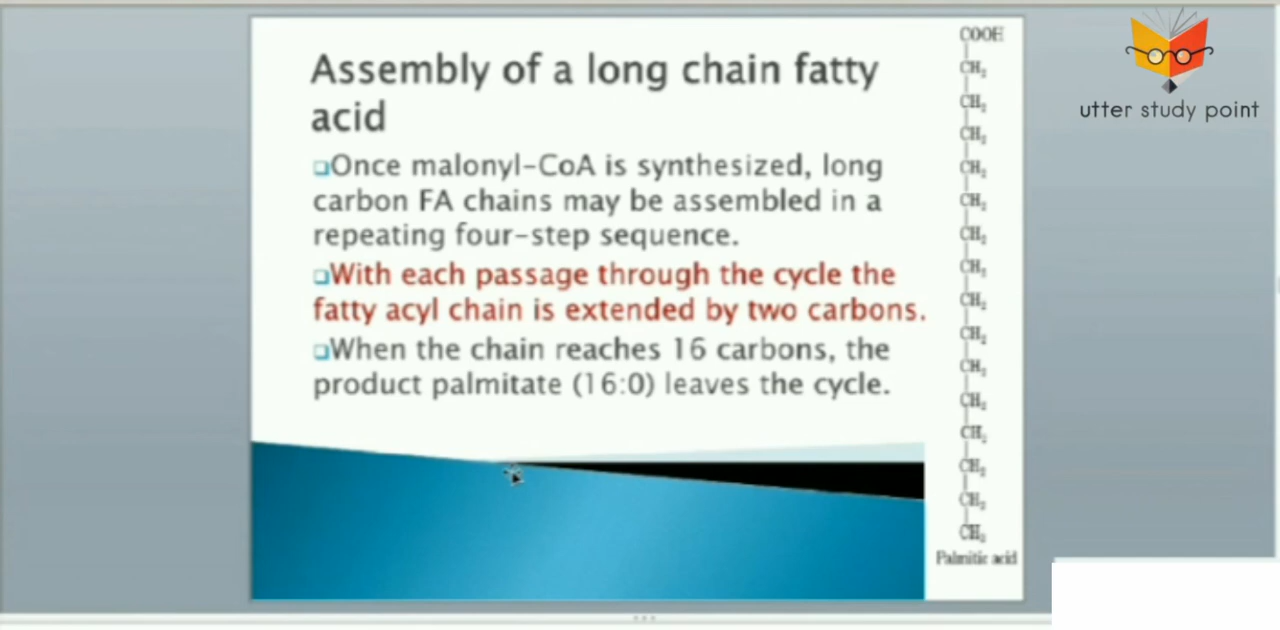 Assembly of a long chain fatty
acid
Once malonyl-CoA is synthesized, long
carbon FA chains may be assembled in a
repeating four-step sequence.
With each passage through the cycle the
fatty acyl chain is extended by two carbons.
When the chain reaches 16 carbons, the
product palmitate (16:0) leaves the cycle.
COOH
CH₂
CH₂
CH₂
CH₂
CH₂
CH₂
CH₂
CH₂
CH₂
CH₂
CH₂
CH₂
CH₂
CH₂
CH₃
Palmitic acid
utter study point